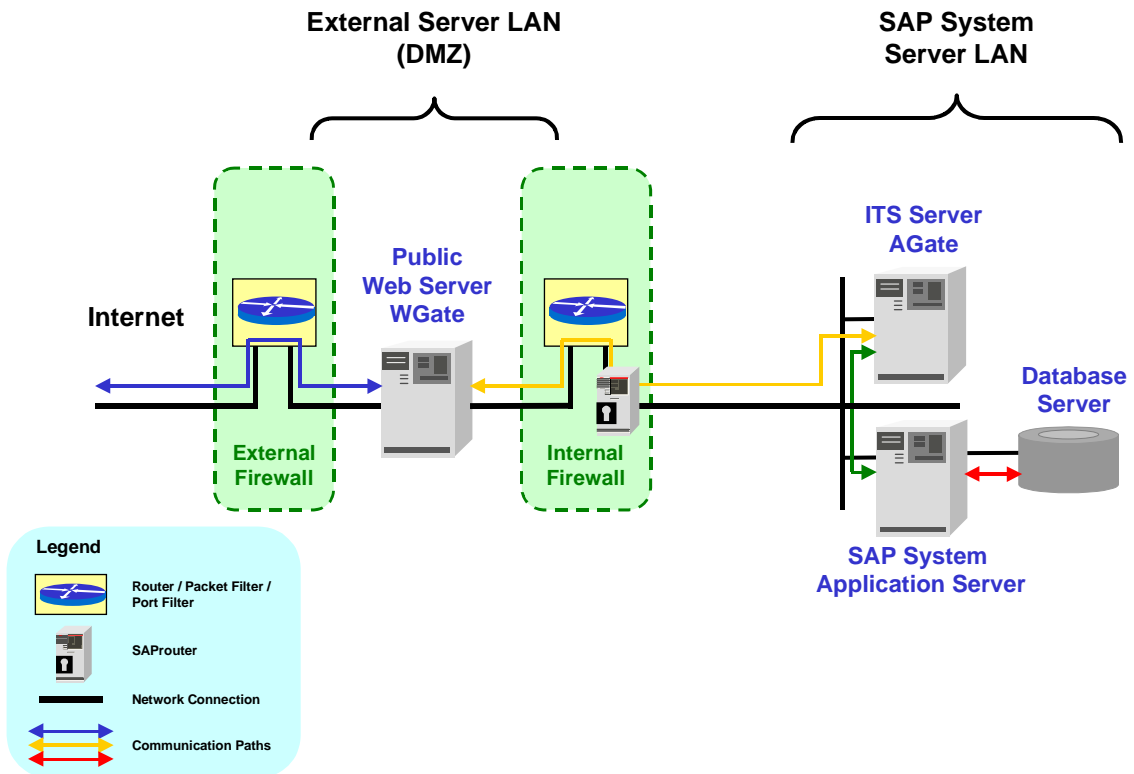 External Server LAN
(DMZ)
SAP System
Server LAN
ITS Server
AGate
Public
Web Server
WGate
Internet
Database
Server
External
Firewall
Internal
Firewall
SAP System
Application Server
Legend
Router / Packet Filter /
Port Filter
SAProuter
Network Connection
Communication Paths